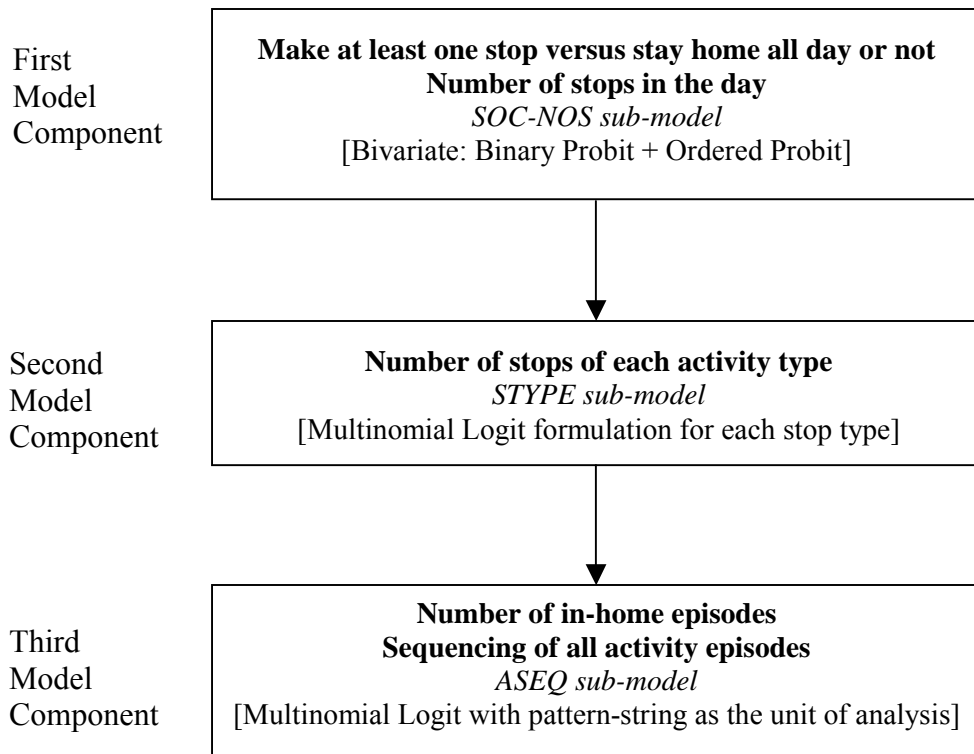 First
Model
Component
Make at least one stop versus stay home all day or not
Number of stops in the day
SOC-NOS sub-model
[Bivariate: Binary Probit + Ordered Probit]
Second
Model
Component
Number of stops of each activity type
STYPE sub-model
[Multinomial Logit formulation for each stop type]
Third
Model
Component
Number of in-home episodes
Sequencing of all activity episodes
ASEQ sub-model
[Multinomial Logit with pattern-string as the unit of analysis]